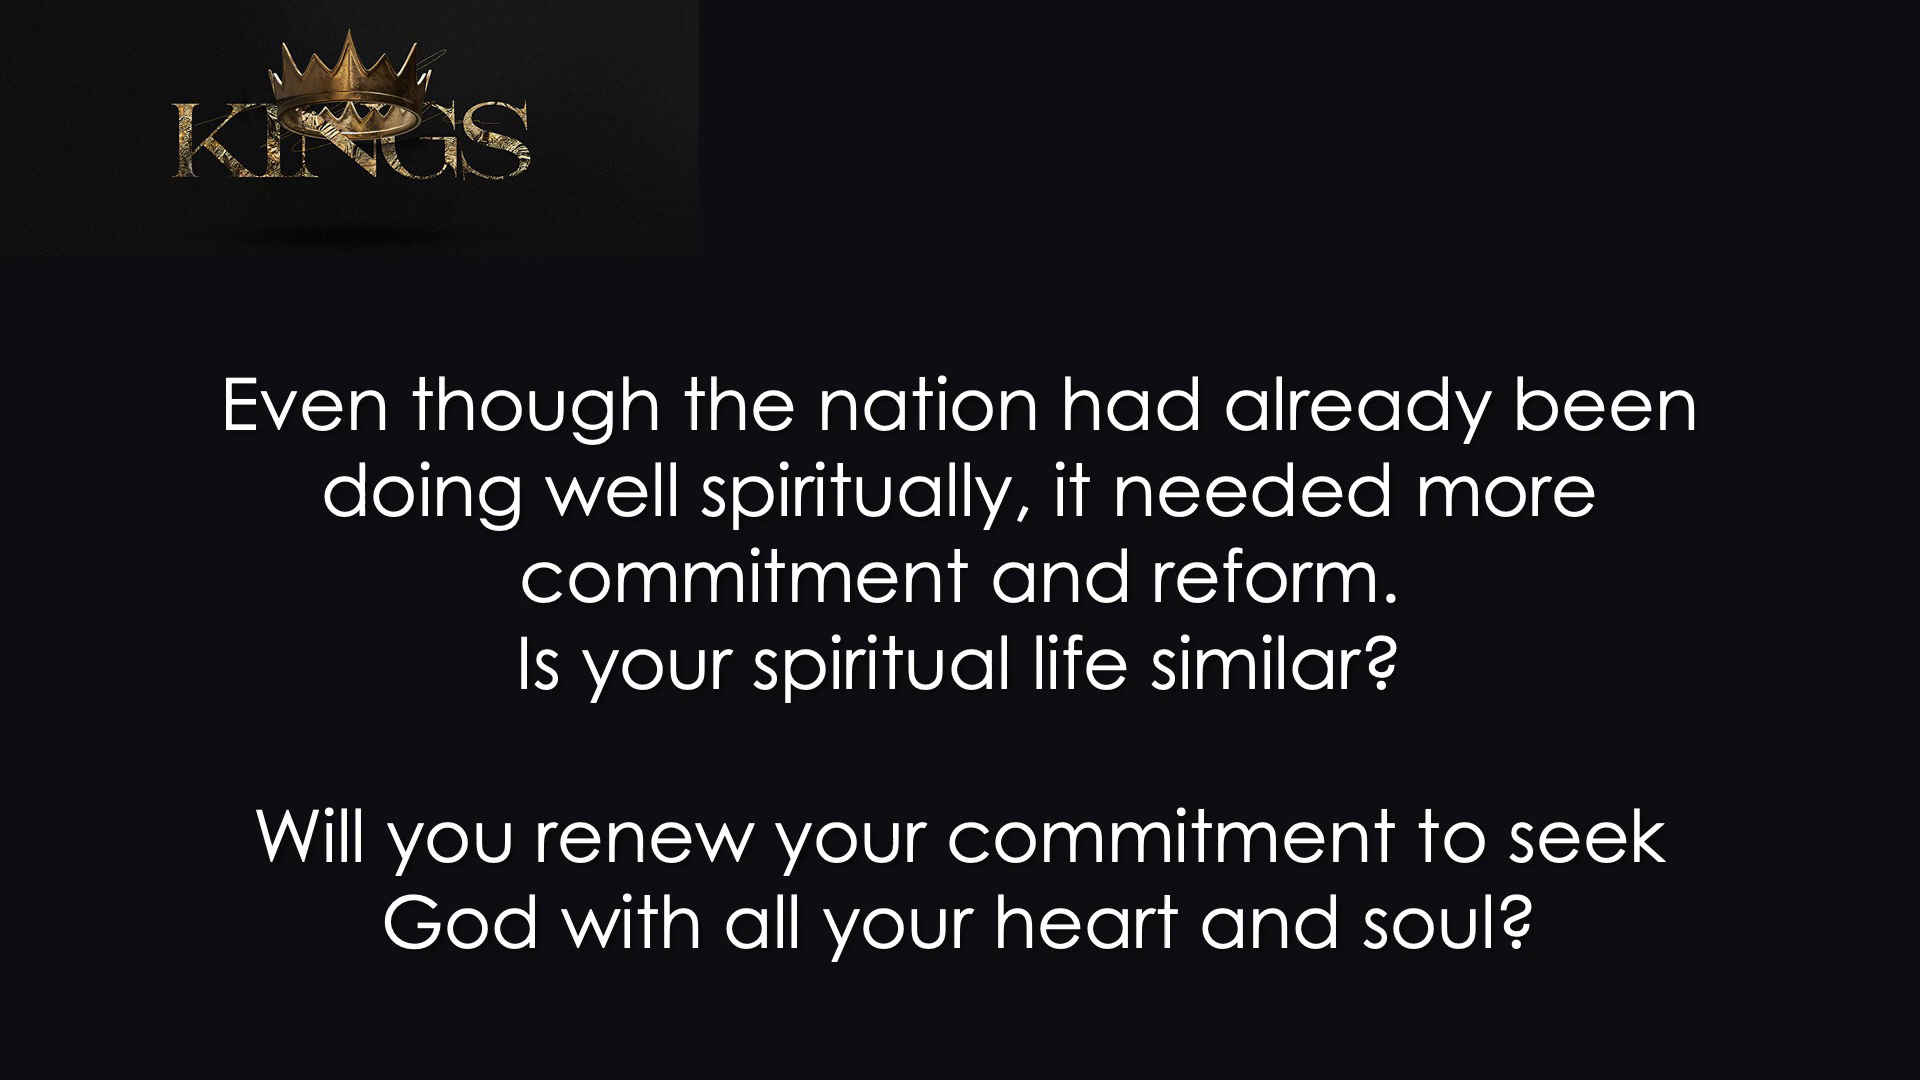 KINGS
Even though the nation had already been
doing well spiritually, it needed more
commitment and reform.
Is your spiritual life similar?
Will you renew your commitment to seek
God with all your heart and soul?